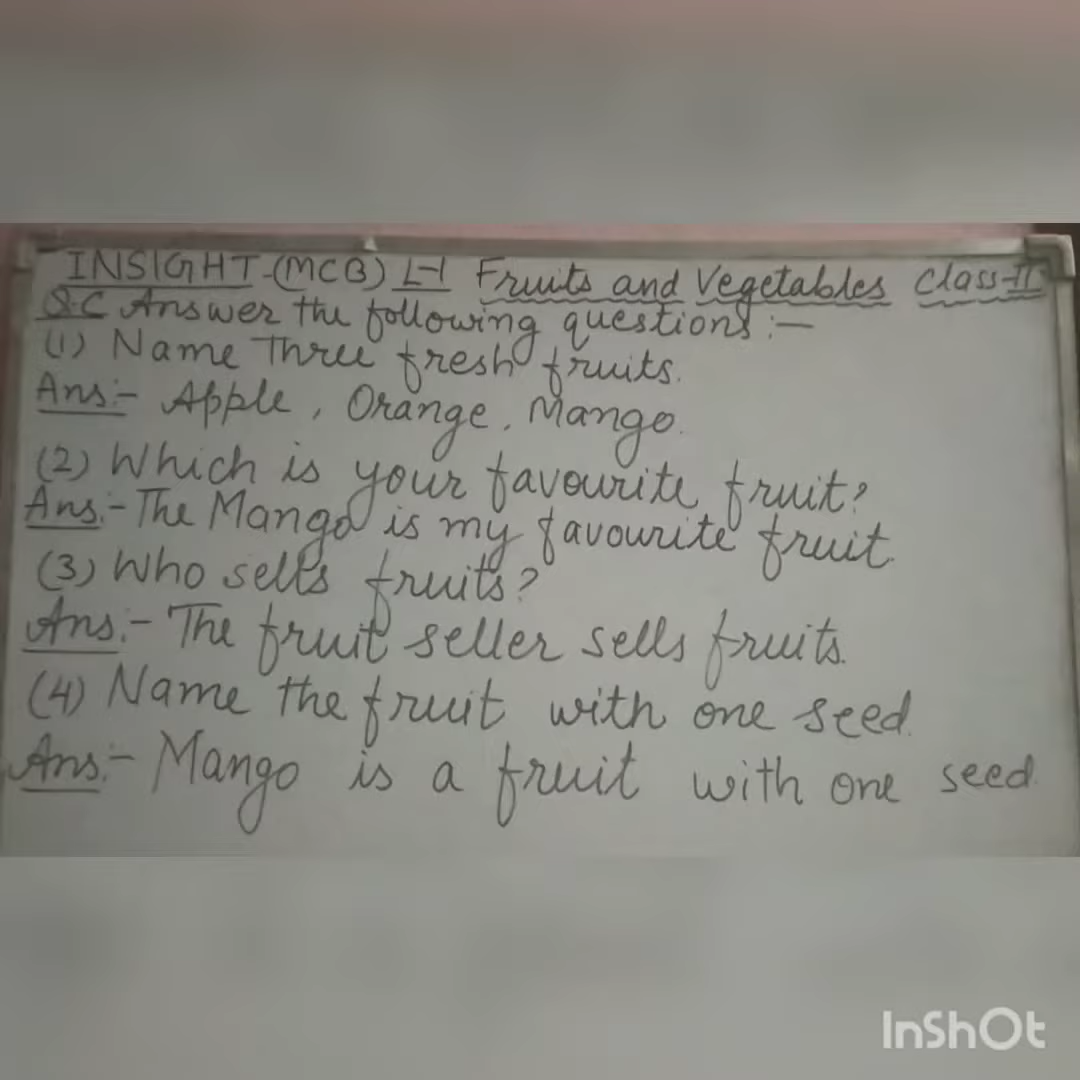 INSIGHT-(MCB) L-1 Fruits and Vegetables Class-II
Q.C Answer the following questions:-
(1) Name Three fresh fruits.
Ans:- Apple, Orange, Mango.
(2) Which is your favourite fruit?
Ans:- The Mango is my favourite fruit.
(3) Who sells fruits?
Ans:- The fruit seller sells fruits.
(4) Name the fruit with one seed.
Ans:- Mango is a fruit with one seed.
InShOt